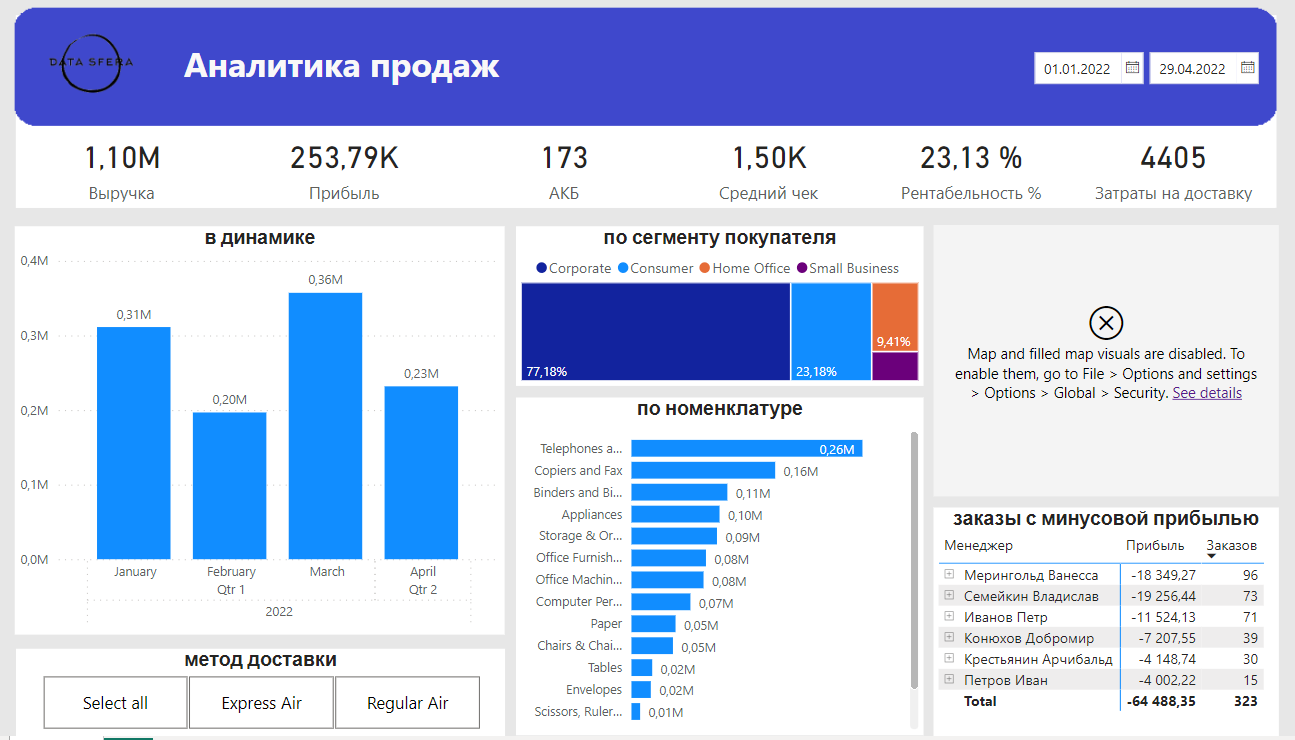 DATA SFERA
Аналитика продаж
01.01.2022
29.04.2022
1,10M
Выручка
253,79K
Прибыль
173
АКБ
1,50K
Средний чек
23,13 %
Рентабельность %
4405
Затраты на доставку
в динамике
0,4M
0,3M
0,2M
0,1M
0,0M
0,31M
0,20M
0,36M
0,23M
January
February
March
April
Qtr 1
Qtr 2
2022
метод доставки
Select all
Express Air
Regular Air
по сегменту покупателя
Corporate
Consumer
Home Office
Small Business
77,18%
23,18%
9,41%
по номенклатуре
Telephones a... 0,26M
Copiers and Fax 0,16M
Binders and Bi... 0,11M
Appliances 0,10M
Storage & Or... 0,09M
Office Furnish... 0,08M
Office Machin... 0,08M
Computer Per... 0,07M
Paper 0,05M
Chairs & Chai... 0,05M
Tables 0,02M
Envelopes 0,02M
Scissors, Ruler... 0,01M
Map and filled map visuals are disabled. To
enable them, go to File > Options and settings
> Options > Global > Security. See details
заказы с минусовой прибылью
Менеджер Прибыль Заказов
Мерингольд Ванесса -18 349,27 96
Семейкин Владислав -19 256,44 73
Иванов Петр -11 524,13 71
Конюхов Добромир -7 207,55 39
Крестьянин Арчибальд -4 148,74 30
Петров Иван -4 002,22 15
Total -64 488,35 323